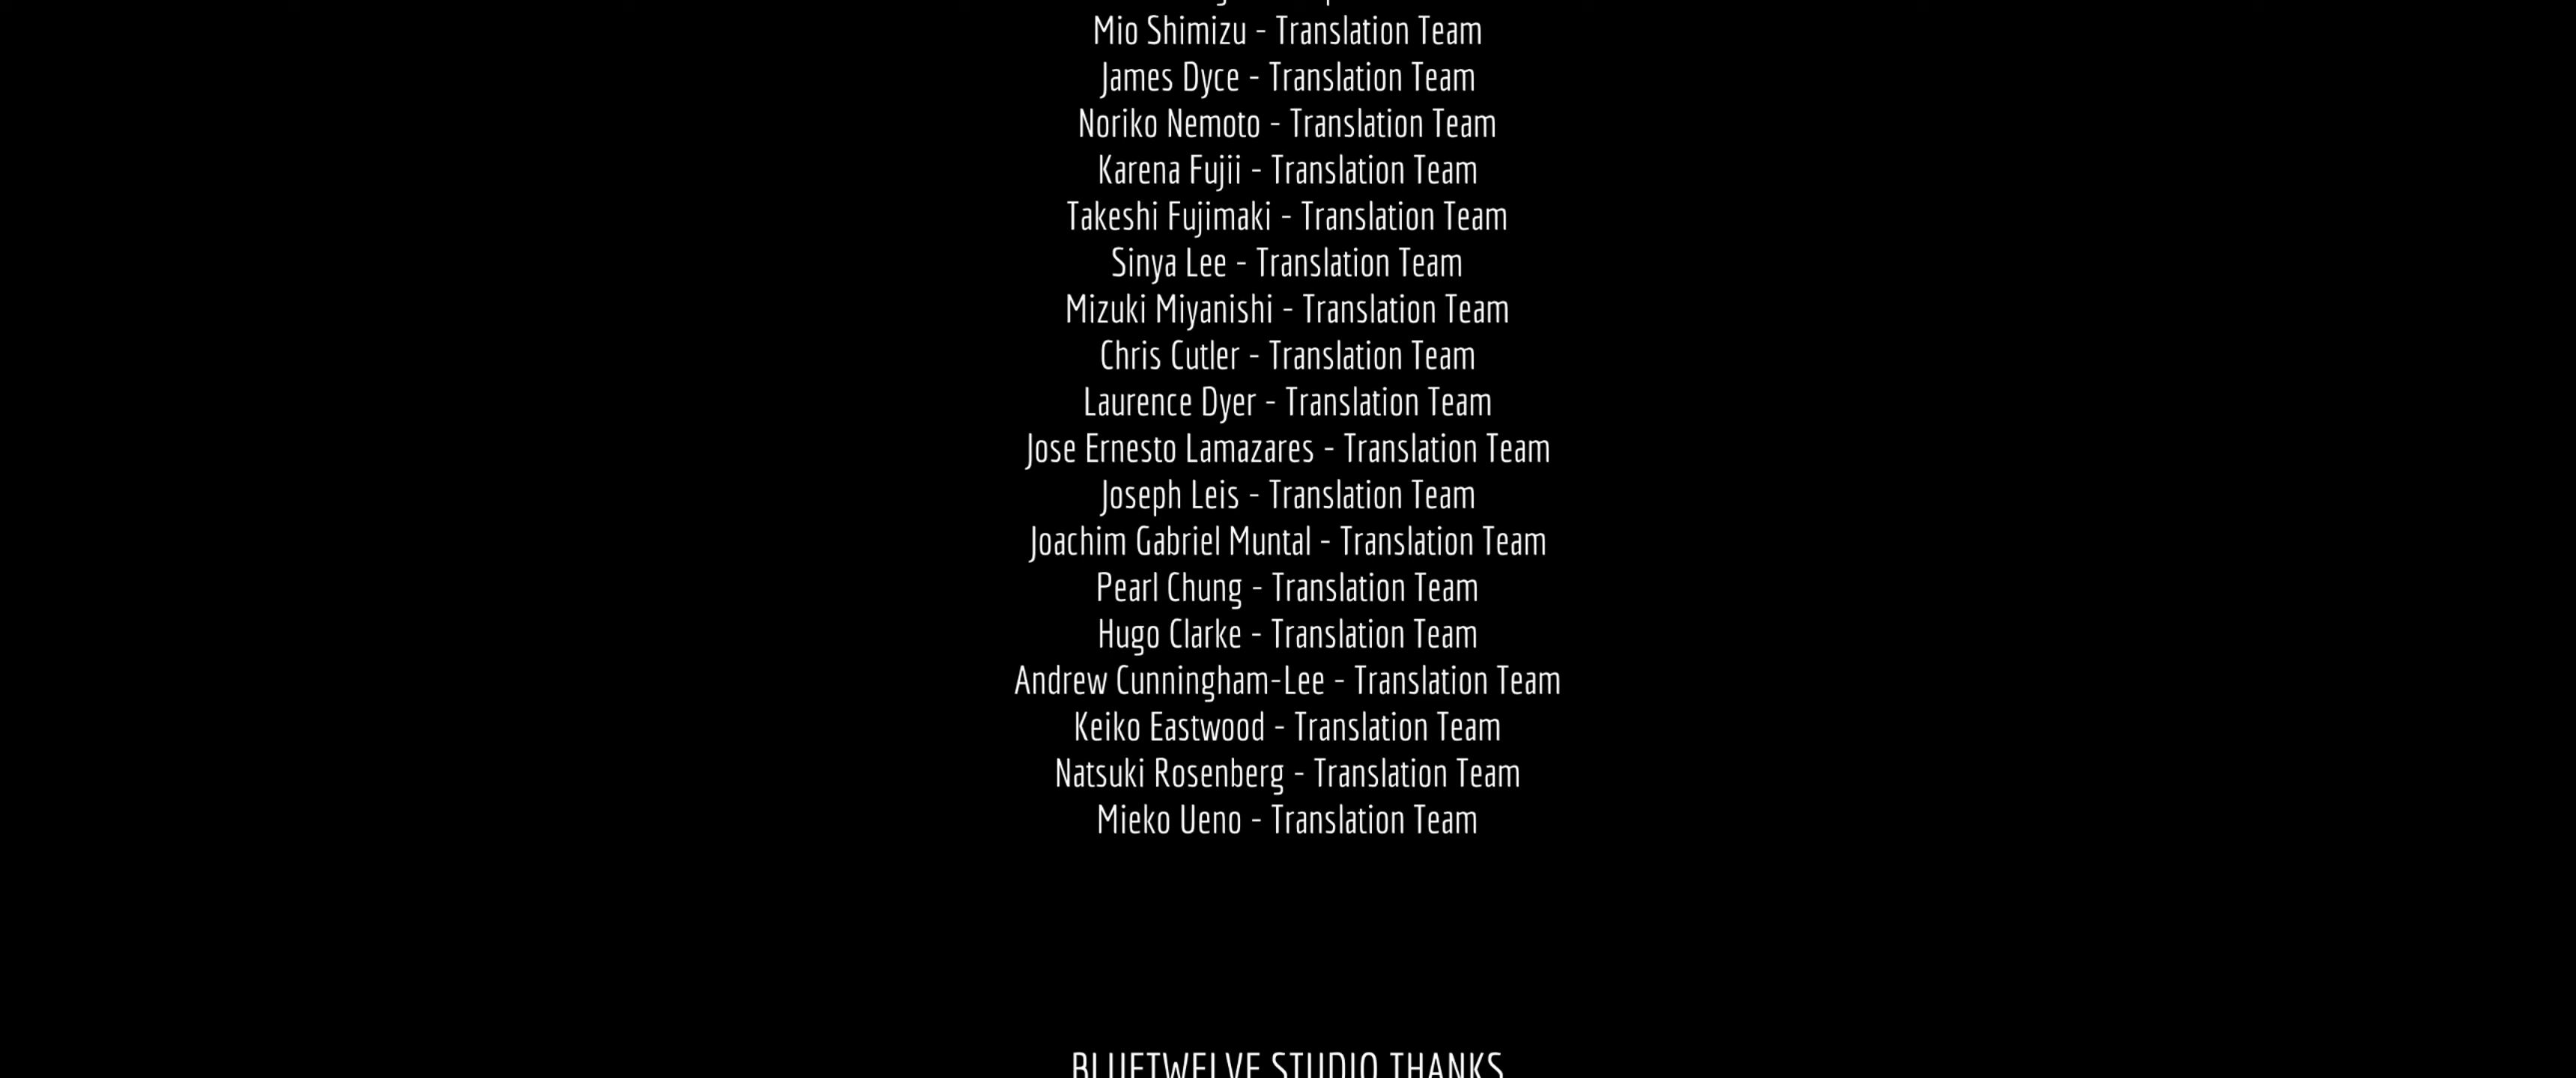 Mio Shimizu - Translation Team
James Dyce - Translation Team
Noriko Nemoto - Translation Team
Karena Fujii - Translation Team
Takeshi Fujimaki - Translation Team
Sinya Lee - Translation Team
Mizuki Miyanishi - Translation Team
Chris Cutler - Translation Team
Laurence Dyer - Translation Team
Jose Ernesto Lamazares - Translation Team
Joseph Leis - Translation Team
Joachim Gabriel Muntal - Translation Team
Pearl Chung - Translation Team
Hugo Clarke - Translation Team
Andrew Cunningham-Lee - Translation Team
Keiko Eastwood - Translation Team
Natsuki Rosenberg - Translation Team
Mieko Ueno - Translation Team
BLUETWELVE STUDIO THANKS